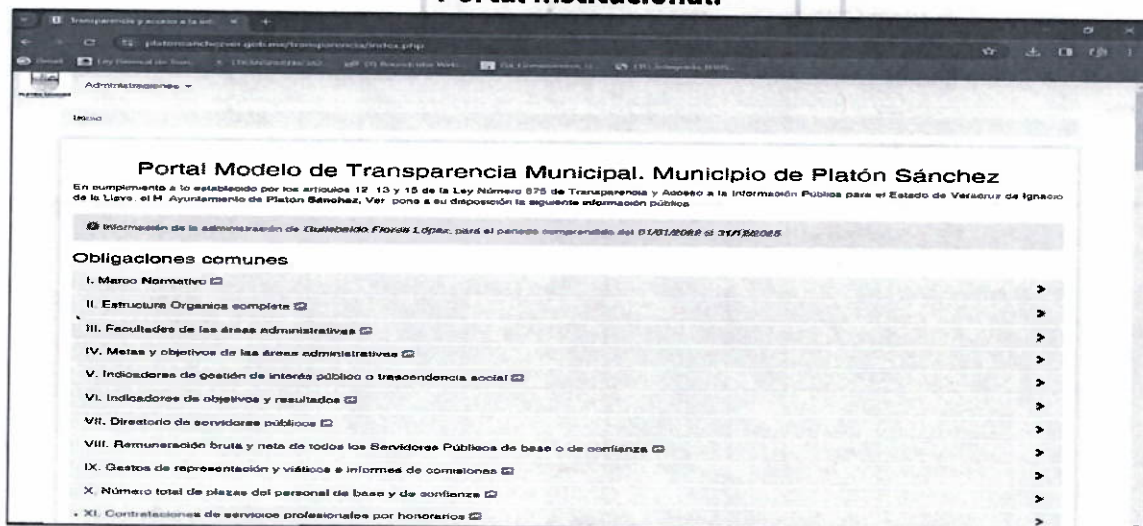 Portal Institucional.
Transparencia y acceso a la inf
platonsanchezver.gob.mx/transparencia/index.php
Gmail
Administraciones
Inicio
Portal Modelo de Transparencia Municipal. Municipio de Platón Sánchez
En cumplimiento a lo establecido por los artículos 12, 13 y 15 de la Ley Número 875 de Transparencia y Acceso a la Información Pública para el Estado de Veracruz de Ignacio
de la Llave, el H. Ayuntamiento de Platón Sánchez, Ver. pone a su disposición la siguiente información pública
Información de la administración de Flores López, para el periodo comprendido del al
Obligaciones comunes
I. Marco Normativo
II. Estructura Organica completa
III. Facultades de las áreas administrativas
IV. Metas y objetivos de las áreas administrativas
V. Indicadores de gestión de interés público o trascendencia social
VI. Indicadores de objetivos y resultados
VII. Directorio de servidores públicos
VIII. Remuneración bruta y neta de todos los Servidores Públicos de base o de confianza
IX. Gastos de representación y viáticos e informes de comisiones
X. Número total de plazas del personal de base y de confianza
XI. Contrataciones de servicios profesionales por honorarios